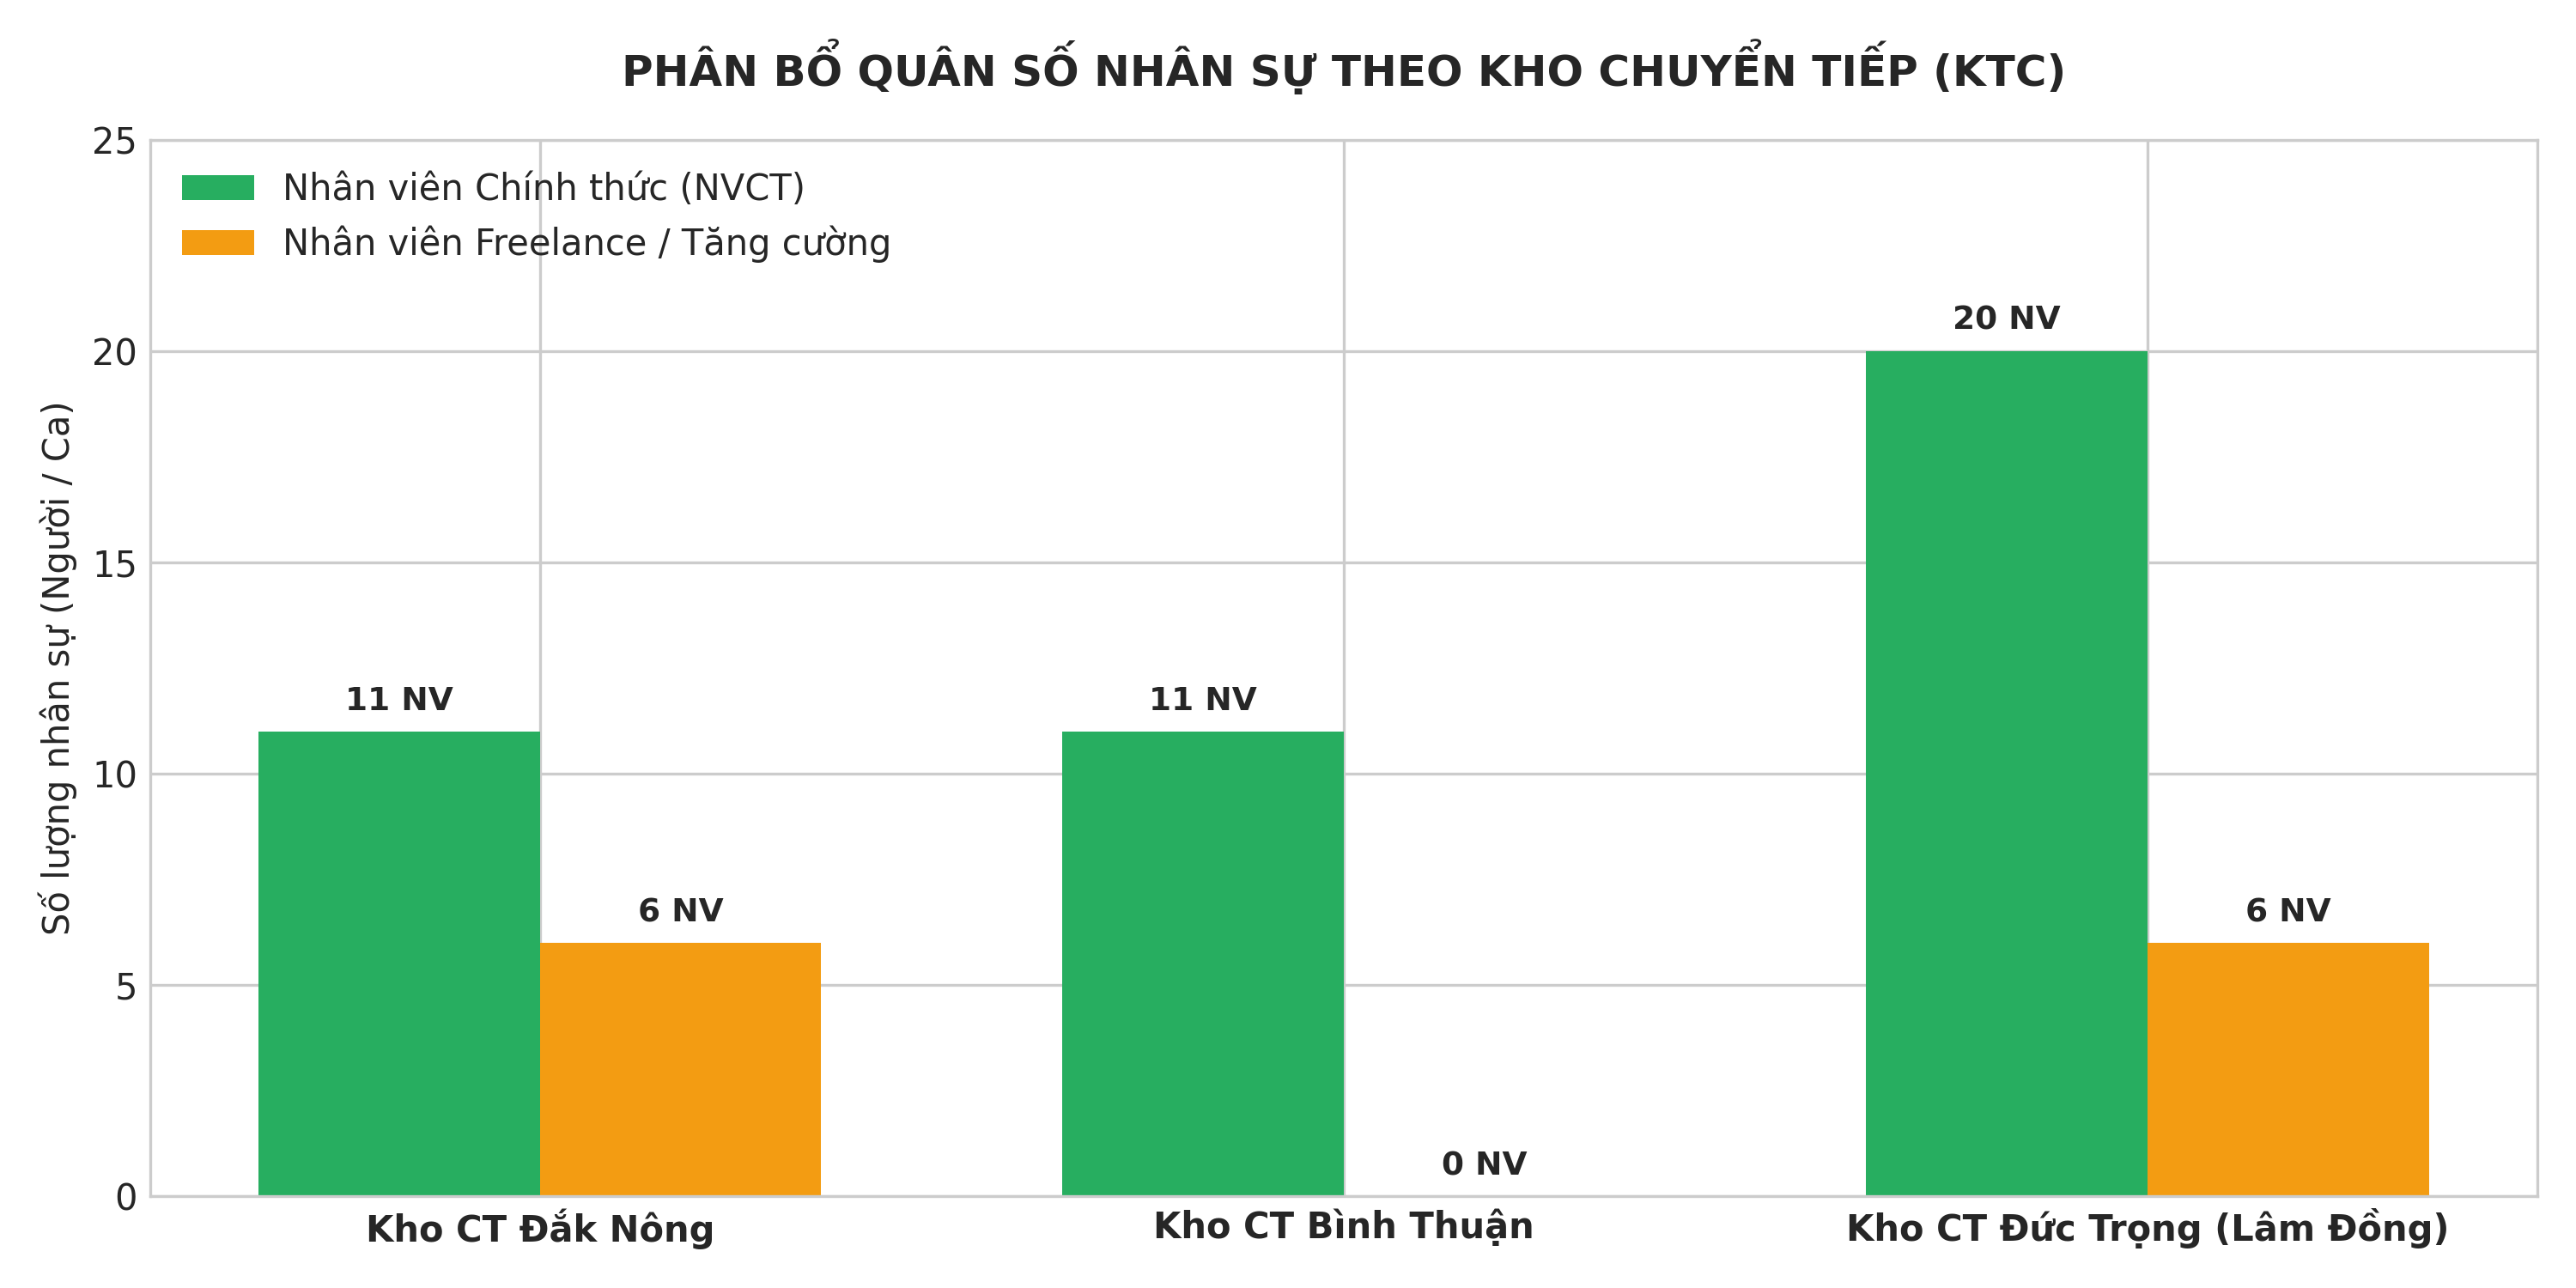 PHÂN BỔ QUÂN SỐ NHÂN SỰ THEO KHO CHUYỂN TIẾP (KTC)
Số lượng nhân sự (Người / Ca)
25
20
15
10
5
0
Nhân viên Chính thức (NVCT)
Nhân viên Freelance / Tăng cường
11 NV
6 NV
11 NV
0 NV
20 NV
6 NV
Kho CT Đắk Nông
Kho CT Bình Thuận
Kho CT Đức Trọng (Lâm Đồng)